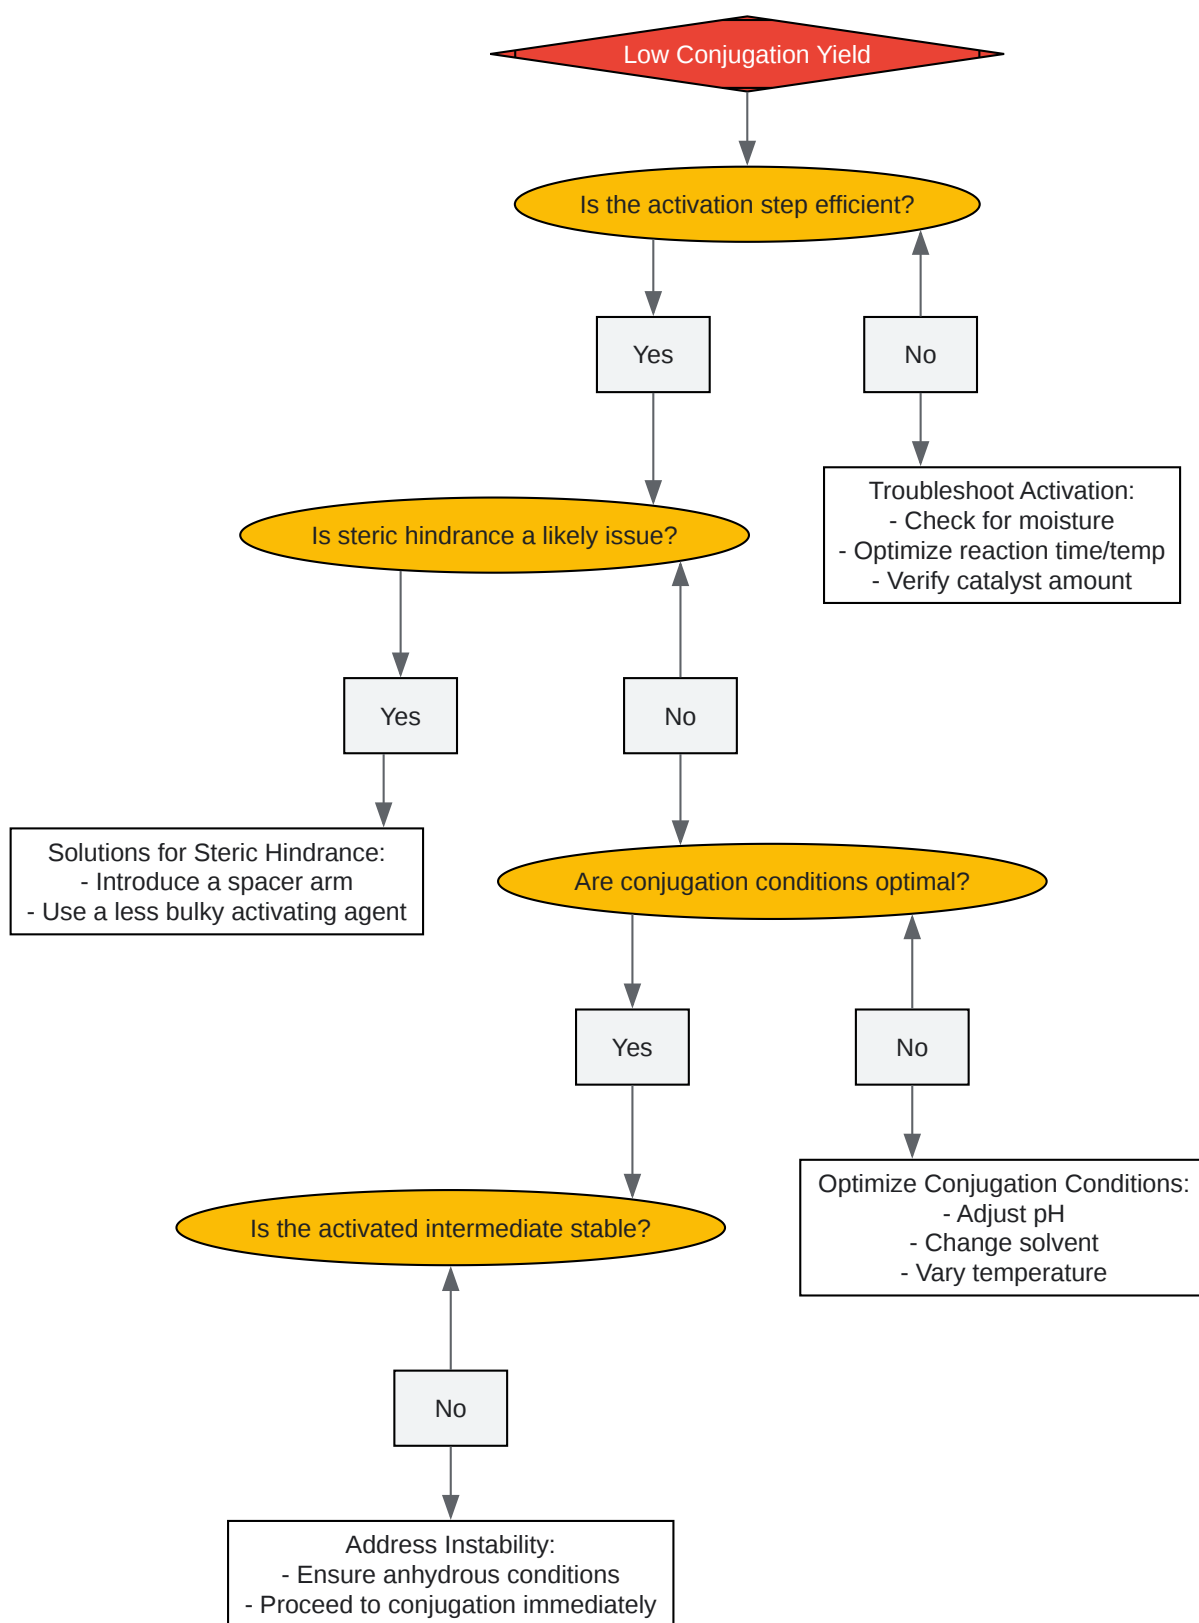 Low Conjugation Yield
Is the activation step efficient?
Yes
No
Troubleshoot Activation:
- Check for moisture
- Optimize reaction time/temp
- Verify catalyst amount
Is steric hindrance a likely issue?
Yes
No
Solutions for Steric Hindrance:
- Introduce a spacer arm
- Use a less bulky activating agent
Are conjugation conditions optimal?
Yes
No
Optimize Conjugation Conditions:
- Adjust pH
- Change solvent
- Vary temperature
Is the activated intermediate stable?
No
Address Instability:
- Ensure anhydrous conditions
- Proceed to conjugation immediately